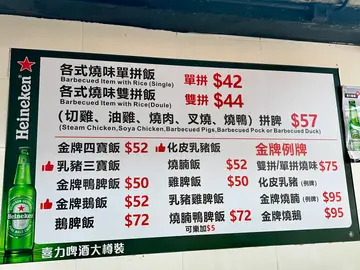 Heineken
各式燒味單拼飯 單拼 $42
Barbecued Item with Rice (Single)
各式燒味雙拼飯 雙拼 $44
Barbecued Item with Rice(Doule)
(切雞、油雞、燒肉、叉燒、燒鴨) 拼脾 $57
(Steam Chicken,Soya Chicken,Barbecued Pigs,Barbecued Pock or Barbecued Duck)
金牌四寶飯 $52
乳豬三寶飯
金牌鴨脾飯 $50
金牌鵝飯 $52
鵝脾飯 $72
化皮乳豬飯
燒腩飯 $52
雞脾飯 $50
乳豬雞脾飯
燒腩鴨脾飯 $72
可東加$5
金牌例牌
雙拼/單拼燒味 $75
化皮乳豬 (例牌)
金牌燒腩 (例牌) $95
金牌燒鵝 $95
Heineken
喜力啤酒大樽裝